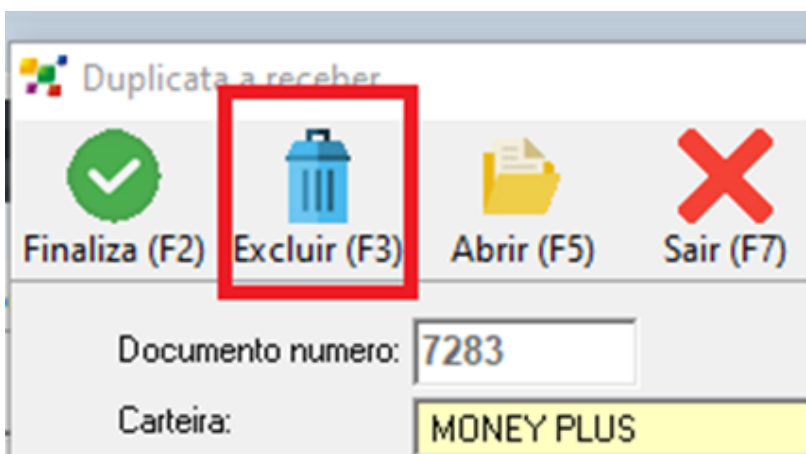 Duplicata a receber
Finaliza (F2) Excluir (F3) Abrir (F5) Sair (F7)
Documento numero: 7283
Carteira: MONEY PLUS